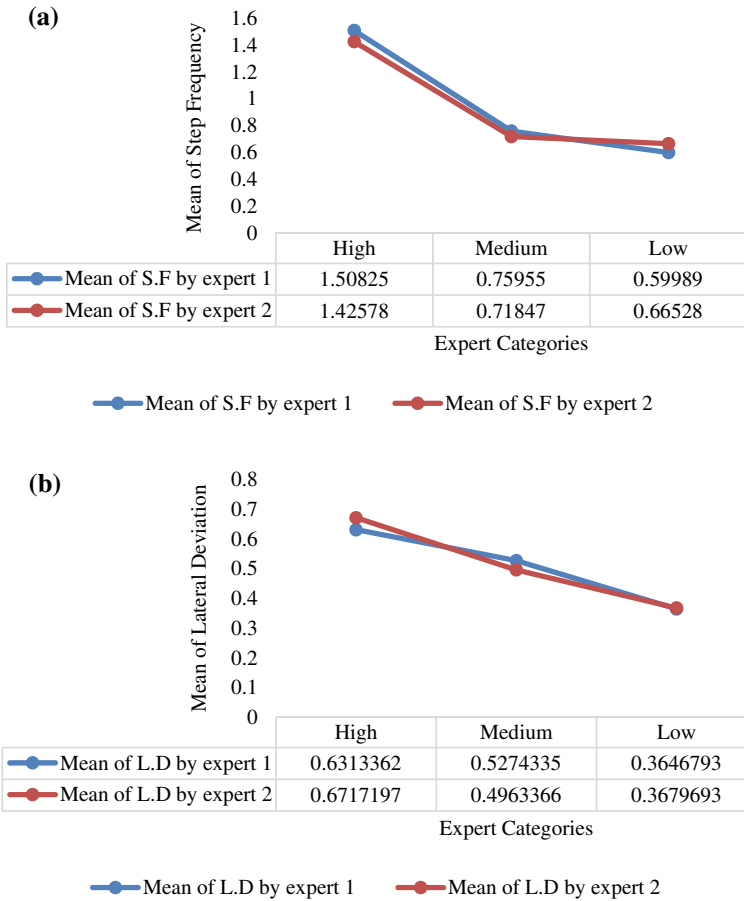 (a)
Mean of Step Frequency
1.6
1.4
1.2
1
0.8
0.6
0.4
0.2
0
High Medium Low
Mean of S.F by expert 1 1.50825 0.75955 0.59989
Mean of S.F by expert 2 1.42578 0.71847 0.66528
Expert Categories
Mean of S.F by expert 1 Mean of S.F by expert 2
(b)
Mean of Lateral Deviation
0.8
0.7
0.6
0.5
0.4
0.3
0.2
0.1
0
High Medium Low
Mean of L.D by expert 1 0.6313362 0.5274335 0.3646793
Mean of L.D by expert 2 0.6717197 0.4963366 0.3679693
Expert Categories
Mean of L.D by expert 1 Mean of L.D by expert 2